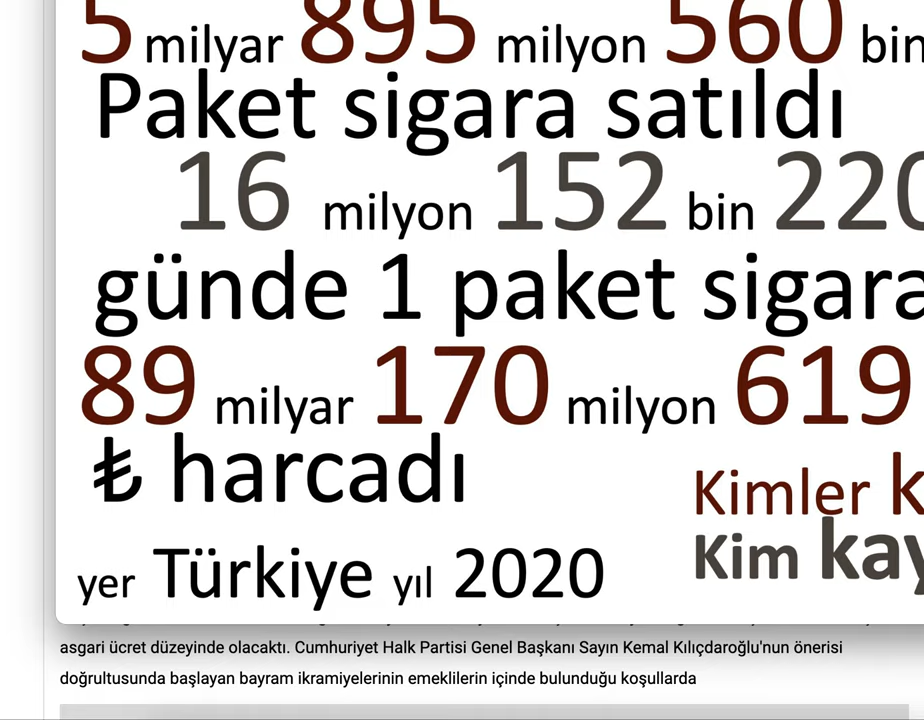 5 milyar 895 milyon 560 bin
Paket sigara satıldı
16 milyon 152 bin 220
günde 1 paket sigara
89 milyar 170 milyon 619
₺ harcadı
Kimler
Kim
yer Türkiye yıl 2020
asgari ücret düzeyinde olacaktı. Cumhuriyet Halk Partisi Genel Başkanı Sayın Kemal Kılıçdaroğlu'nun önerisi
doğrultusunda başlayan bayram ikramiyelerinin emeklilerin içinde bulunduğu koşullarda